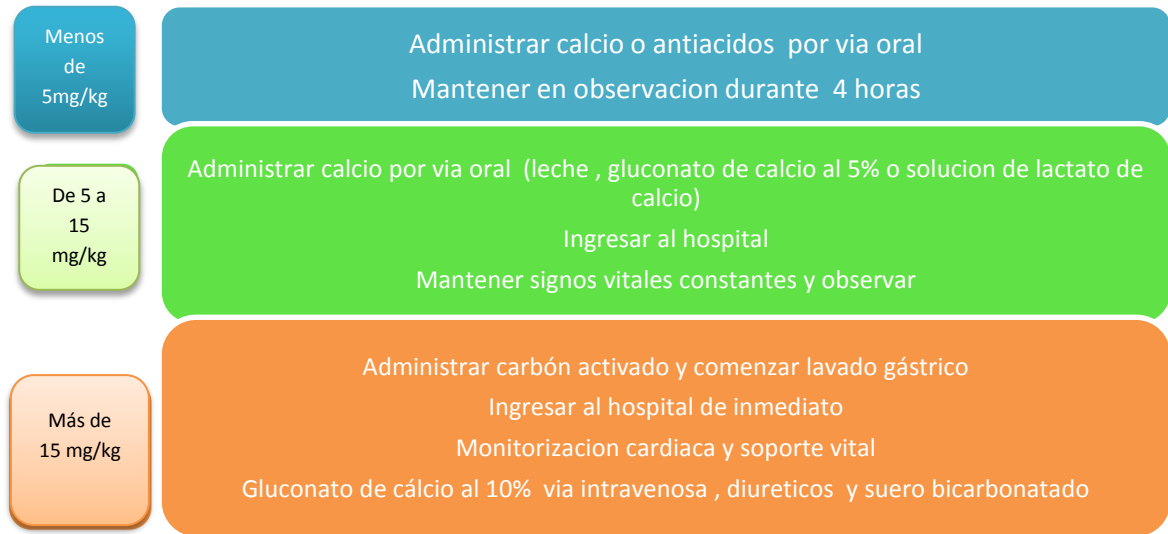 Menos
de
5mg/kg
Administrar calcio o antiacidos por via oral
Mantener en observacion durante 4 horas
De 5 a
15
mg/kg
Administrar calcio por via oral (leche , gluconato de calcio al 5% o solucion de lactato de
calcio)
Ingresar al hospital
Mantener signos vitales constantes y observar
Más de
15 mg/kg
Administrar carbón activado y comenzar lavado gástrico
Ingresar al hospital de inmediato
Monitorizacion cardiaca y soporte vital
Gluconato de cálcio al 10% via intravenosa , diureticos y suero bicarbonatado